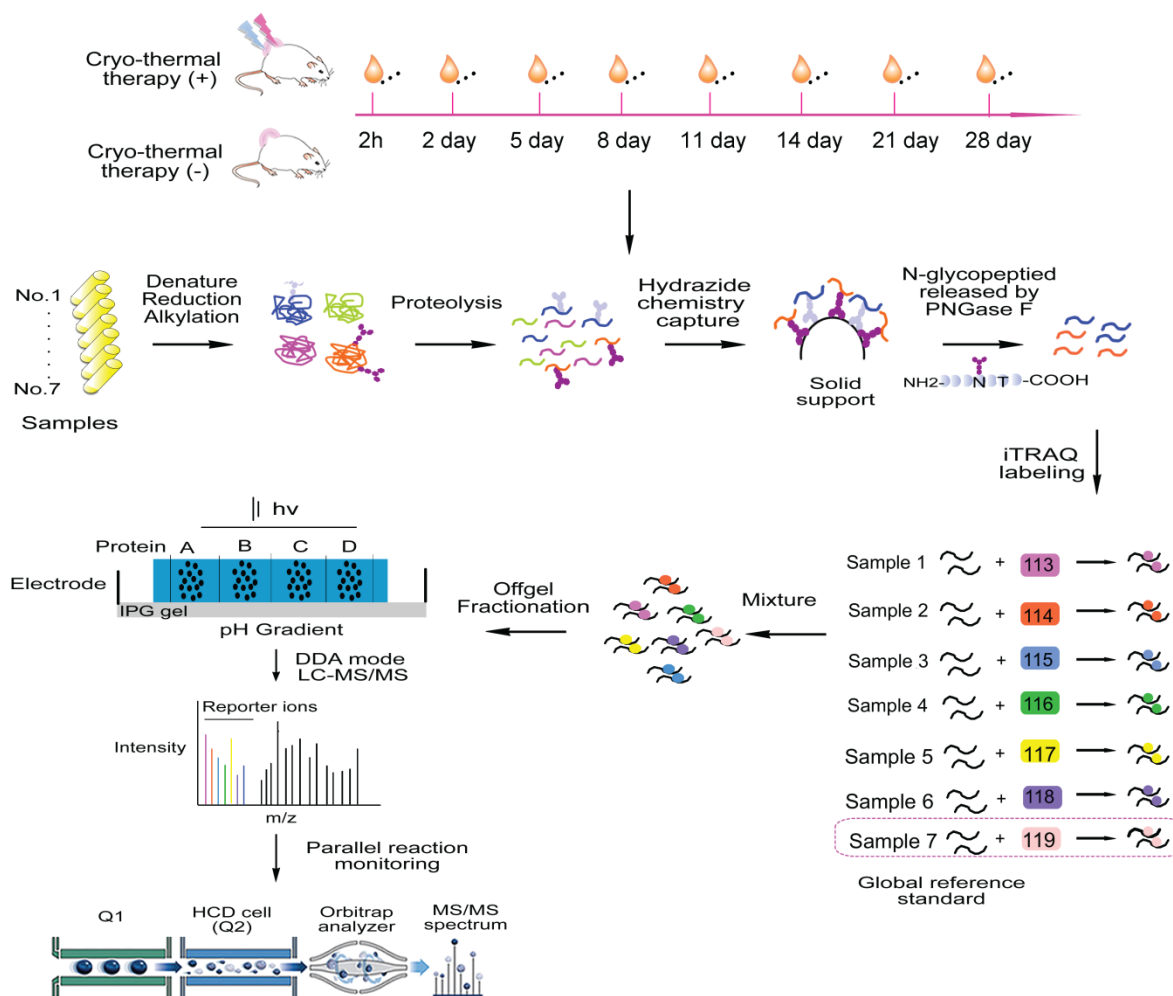 Cryo-thermal
therapy (+)
2h 2 day 5 day 8 day 11 day 14 day 21 day 28 day
Cryo-thermal
therapy (-)
No.1
No.7
Samples
Denature
Reduction
Alkylation
Proteolysis
Hydrazide
chemistry
capture
Solid
support
N-glycopeptied
released by
PNGase F
NH2- N T -COOH
iTRAQ
labeling
Sample 1 + 113
Sample 2 + 114
Sample 3 + 115
Sample 4 + 116
Sample 5 + 117
Sample 6 + 118
Sample 7 + 119
Global reference
standard
Mixture
Offgel
Fractionation
hv
Protein A B C D
Electrode
IPG gel
pH Gradient
DDA mode
LC-MS/MS
Reporter ions
Intensity
m/z
Parallel reaction
monitoring
Q1
HCD cell
(Q2)
Orbitrap
analyzer
MS/MS
spectrum